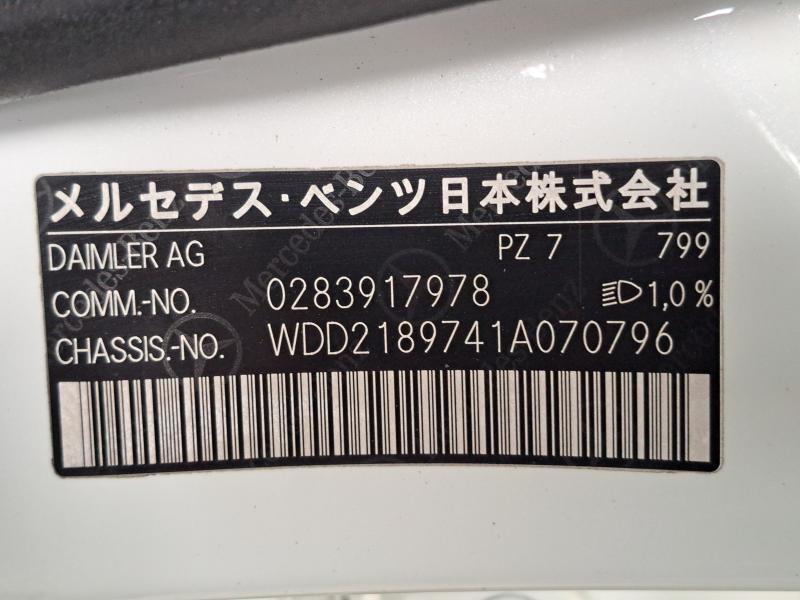 メルセデス・ベンツ日本株式会社
DAIMLER AG PZ 7 799
COMM.-NO. 0283917978 1,0 %
CHASSIS.-NO. WDD2189741A070796